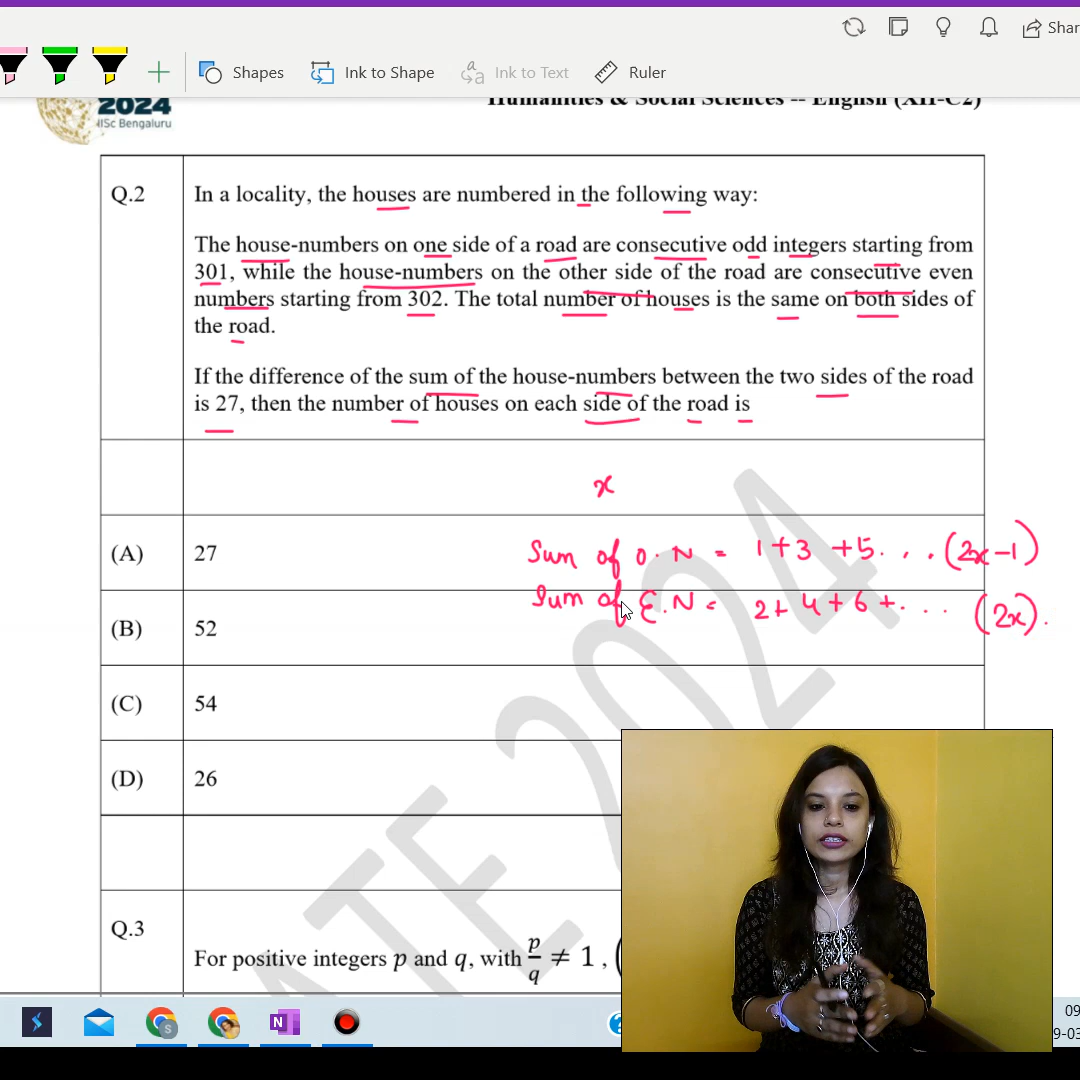 Shar
Shapes Ink to Shape Ink to Text Ruler
2024
IISc Bengaluru
Humanities & Social Sciences -- English (XII-C2)
Q.2 In a locality, the houses are numbered in the following way:
The house-numbers on one side of a road are consecutive odd integers starting from
301, while the house-numbers on the other side of the road are consecutive even
numbers starting from 302. The total number of houses is the same on both sides of
the road.
If the difference of the sum of the house-numbers between the two sides of the road
is 27, then the number of houses on each side of the road is
x
(A) 27
Sum of O.N = 1+3 +5. . . (2x-1)
(B) 52
Sum of E.N = 2+ 4+6+. . . . (2x).
(C) 54
(D) 26
Q.3
For positive integers p and q, with p/q ≠ 1, (
GATE 2024
S
N
09
9-03